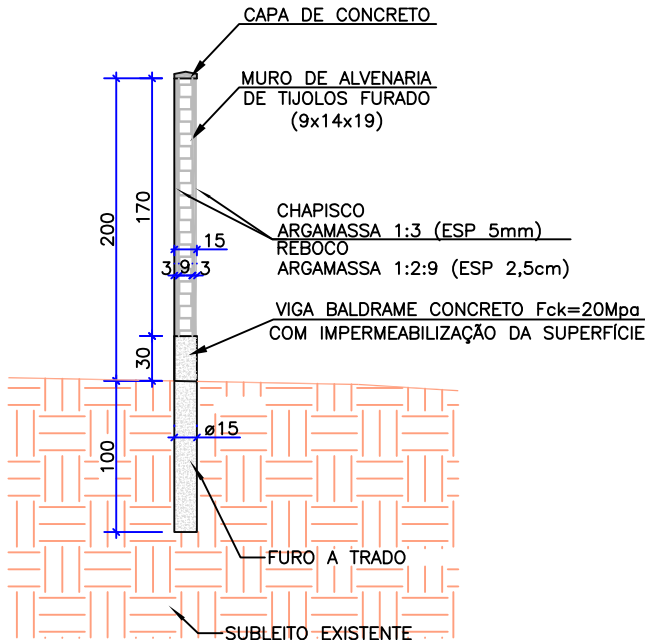 CAPA DE CONCRETO
MURO DE ALVENARIA
DE TIJOLOS FURADO
(9x14x19)
200
170
CHAPISCO
ARGAMASSA 1:3 (ESP 5mm)
15
REBOCO
3 9 3
ARGAMASSA 1:2:9 (ESP 2,5cm)
VIGA BALDRAME CONCRETO Fck=20Mpa
COM IMPERMEABILIZAÇÃO DA SUPERFÍCIE
30
ø15
100
FURO A TRADO
SUBLEITO EXISTENTE